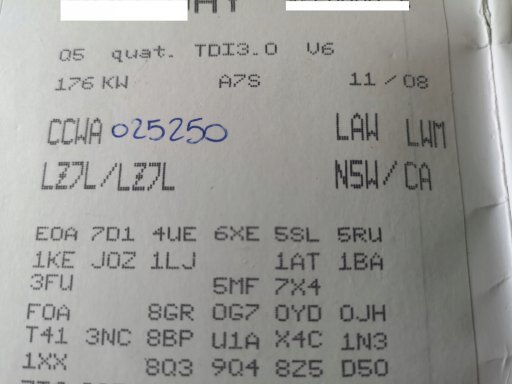 Q5 quat. TDI3.0 V6
176 KW A7S 11/08
CCWA 025250 LAW LWM
LZ7L/LZ7L N5W/CA
E0A 7D1 4UE 6XE 5SL 5RU
1KE J0Z 1LJ 1AT 1BA
3FU 5MF 7X4
F0A 8GR 0G7 0YD 0JH
T41 3NC 8BP U1A X4C 1N3
1XX 8Q3 9Q4 8Z5 D50